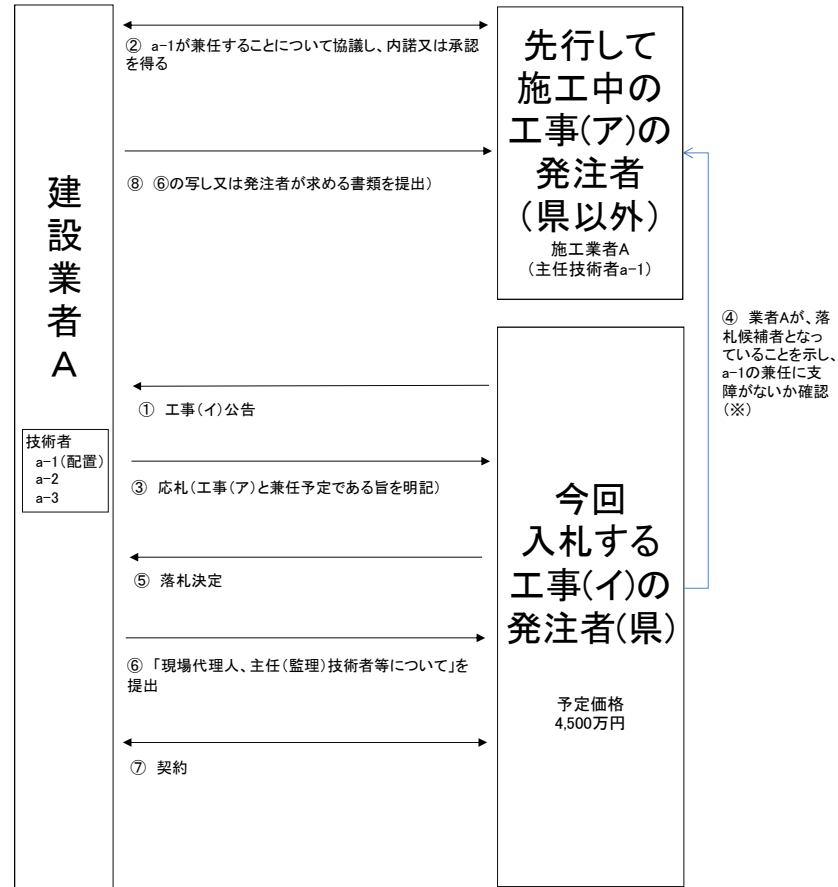 建
設
業
者
A
技術者
a-1(配置)
a-2
a-3
② a-1が兼任することについて協議し、内諾又は承認
を得る
⑧ ⑥の写し又は発注者が求める書類を提出)
① 工事(イ)公告
③ 応札(工事(ア)と兼任予定である旨を明記)
⑤ 落札決定
⑥ 「現場代理人、主任(監理)技術者等について」を
提出
⑦ 契約
先行して
施工中の
工事(ア)の
発注者
(県以外)
施工業者A
(主任技術者a-1)
今回
入札する
工事(イ)の
発注者(県)
予定価格
4,500万円
④ 業者Aが、落
札候補者となっ
ていることを示し、
a-1の兼任に支
障がないか確認
(※)